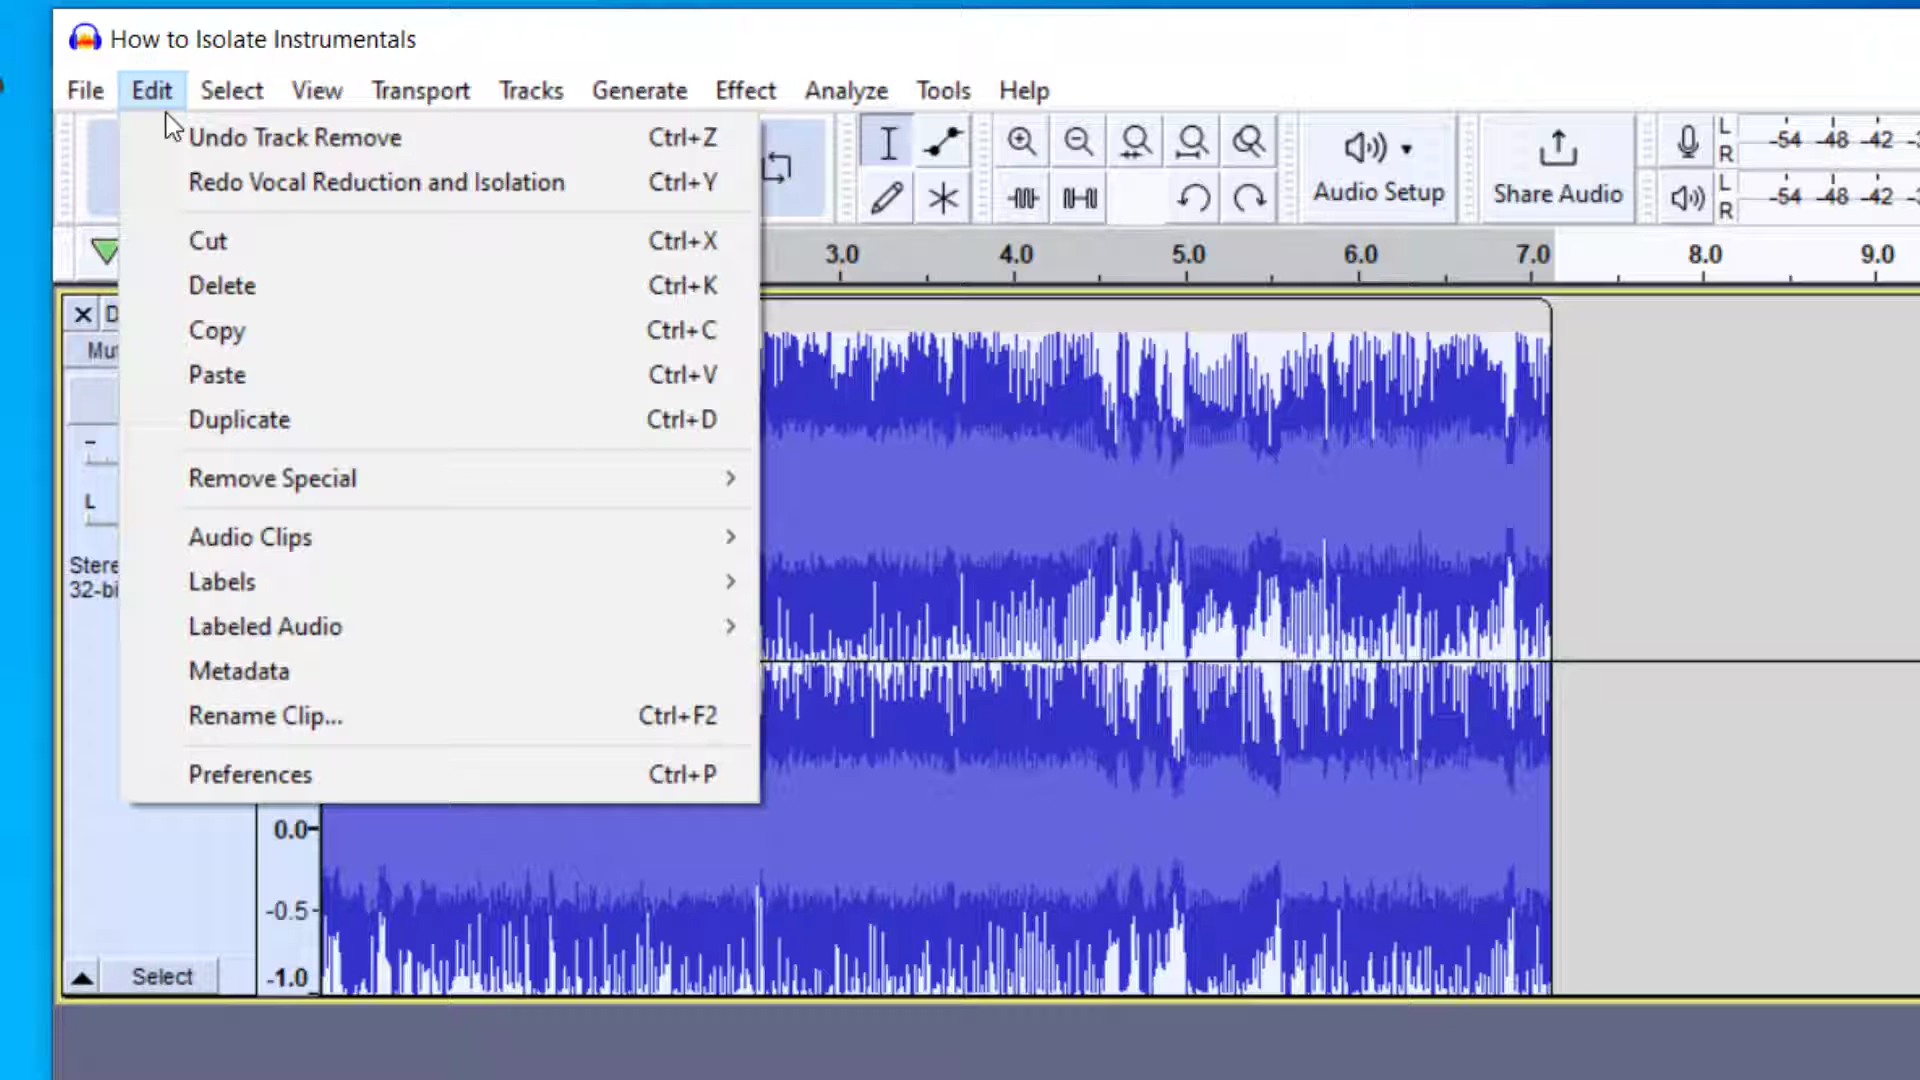 How to Isolate Instrumentals
File Edit Select View Transport Tracks Generate Effect Analyze Tools Help
Undo Track Remove Ctrl+Z
Redo Vocal Reduction and Isolation Ctrl+Y
Cut Ctrl+X
Delete Ctrl+K
Copy Ctrl+C
Paste Ctrl+V
Duplicate Ctrl+D
Remove Special
Audio Clips
Labels
Labeled Audio
Metadata
Rename Clip... Ctrl+F2
Preferences Ctrl+P
Audio Setup
Share Audio
L
R
-54 -48 -42
L
R
-54 -48 -42
3.0 4.0 5.0 6.0 7.0 8.0 9.0
D
Mu
L
Stere
32-bi
0.0
-0.5
-1.0
Select